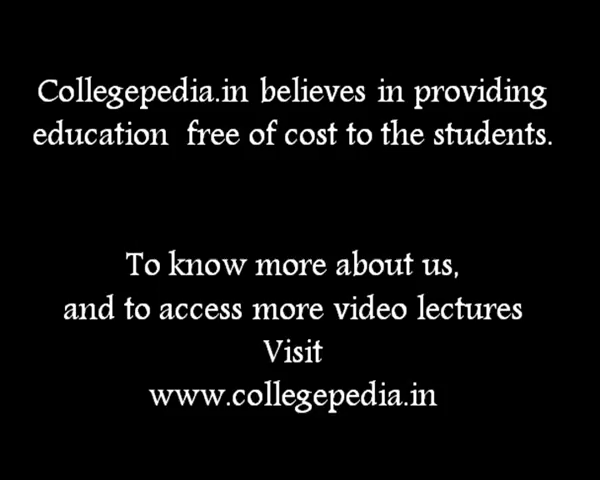 Collegepedia.in believes in providing
education  free of cost to the students.
To know more about us,
and to access more video lectures
Visit
www.collegepedia.in